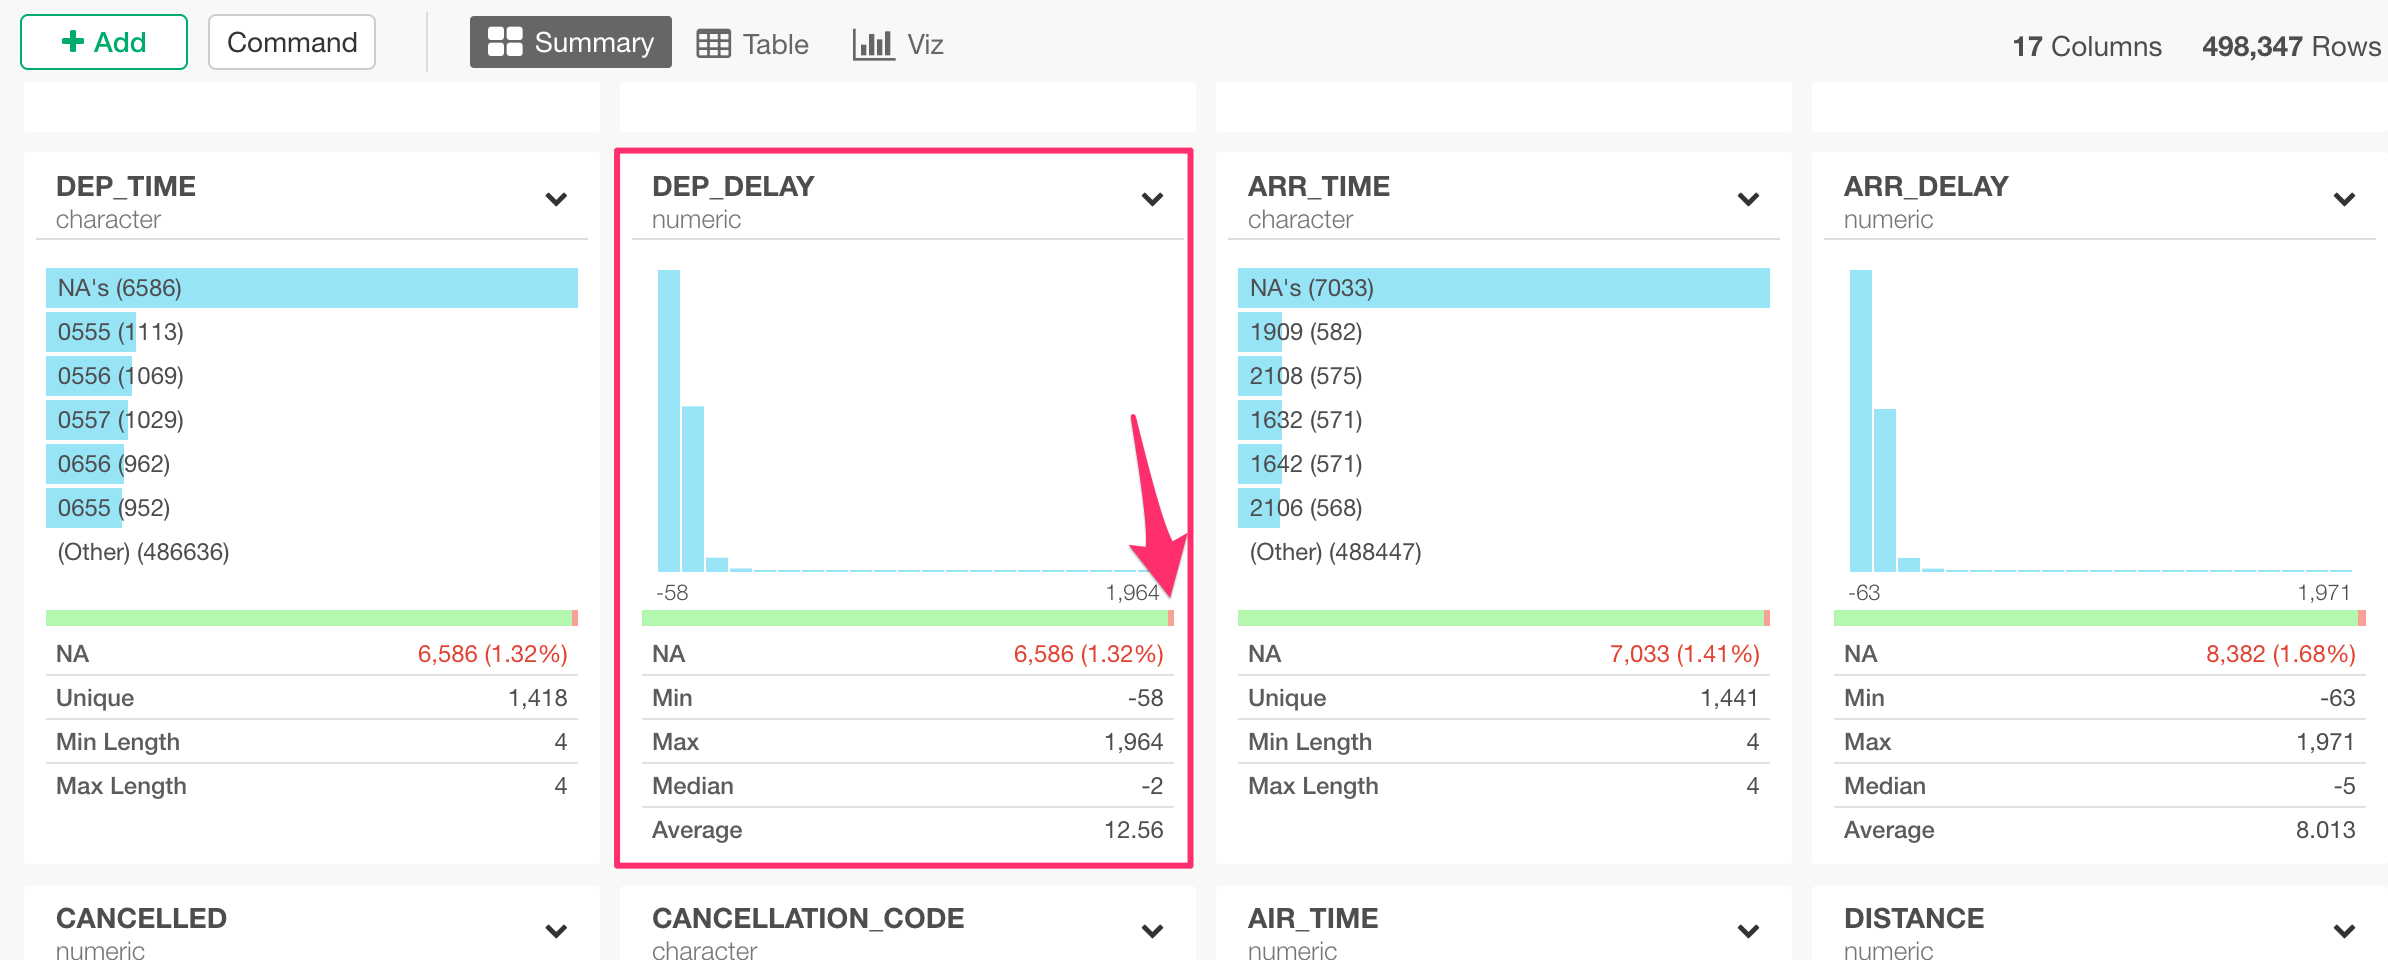 + Add
Command
Summary
Table
Viz
17 Columns
498,347 Rows
DEP_TIME
character
NA's (6586)
0555 (1113)
0556 (1069)
0557 (1029)
0656 (962)
0655 (952)
(Other) (486636)
NA 6,586 (1.32%)
Unique 1,418
Min Length 4
Max Length 4
DEP_DELAY
numeric
-58 1,964
NA 6,586 (1.32%)
Min -58
Max 1,964
Median -2
Average 12.56
ARR_TIME
character
NA's (7033)
1909 (582)
2108 (575)
1632 (571)
1642 (571)
2106 (568)
(Other) (488447)
NA 7,033 (1.41%)
Unique 1,441
Min Length 4
Max Length 4
ARR_DELAY
numeric
-63 1,971
NA 8,382 (1.68%)
Min -63
Max 1,971
Median -5
Average 8.013
CANCELLED
numeric
CANCELLATION_CODE
character
AIR_TIME
numeric
DISTANCE
numeric